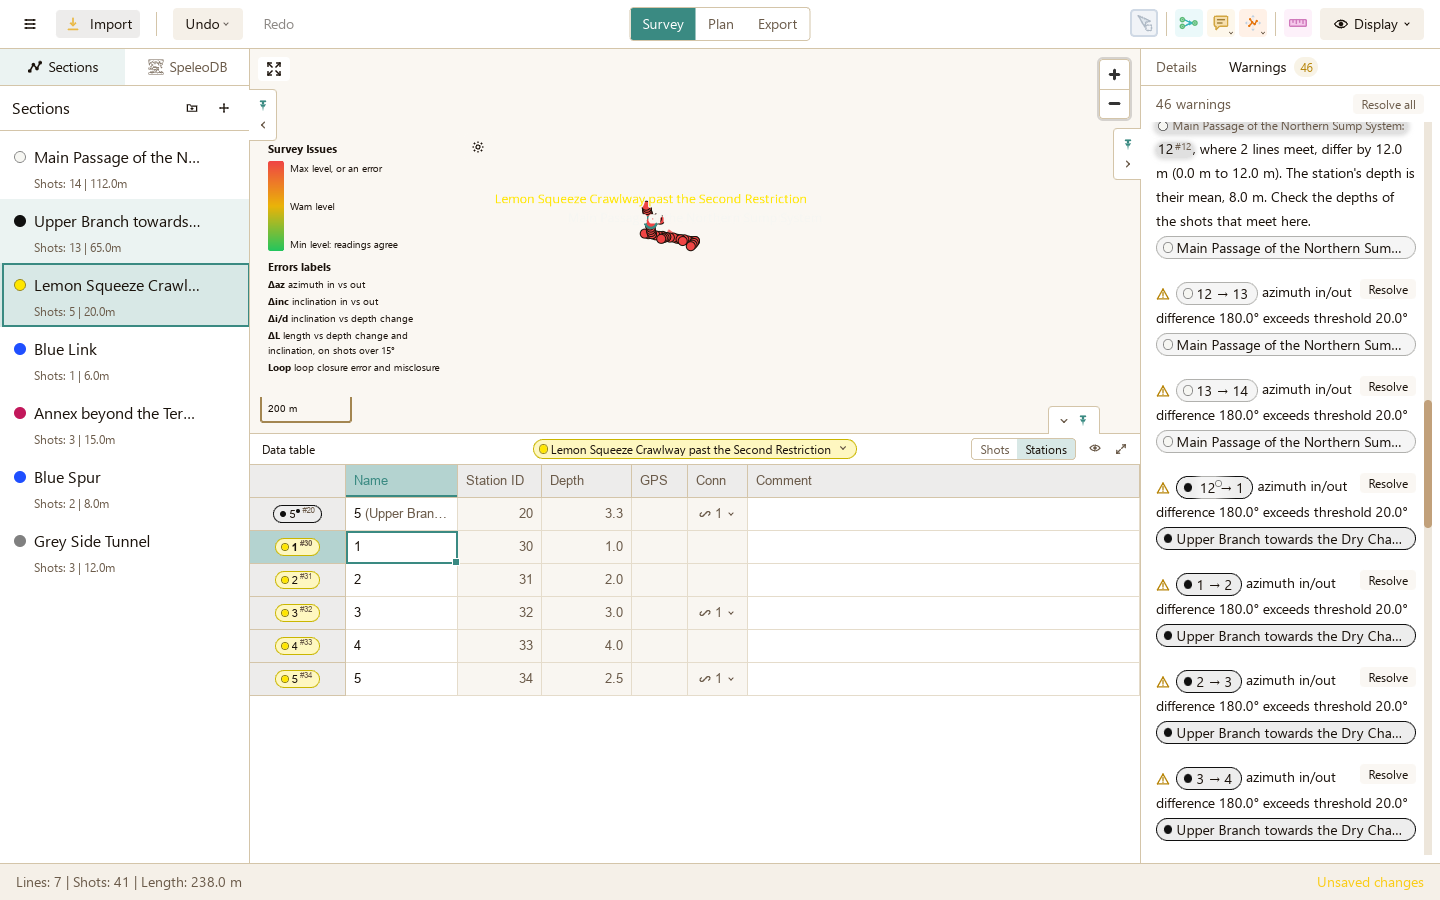 Import
Undo
Redo
Survey
Plan
Export
Display
Sections
SpeleoDB
Sections
Main Passage of the N...
Shots: 14 | 112.0m
Upper Branch towards...
Shots: 13 | 65.0m
Lemon Squeeze Crawl...
Shots: 5 | 20.0m
Blue Link
Shots: 1 | 6.0m
Annex beyond the Ter...
Shots: 3 | 15.0m
Blue Spur
Shots: 2 | 8.0m
Grey Side Tunnel
Shots: 3 | 12.0m
Survey Issues
Max level, or an error
Warn level
Min level: readings agree
Errors labels
Δaz azimuth in vs out
Δinc inclination in vs out
Δi/d inclination vs depth change
ΔL length vs depth change and
inclination, on shots over 15°
Loop loop closure error and misclosure
200 m
Lemon Squeeze Crawlway past the Second Restriction
Data table
Lemon Squeeze Crawlway past the Second Restriction
Shots
Stations
Name Station ID Depth GPS Conn Comment
5 #20 5 (Upper Bran... 20 3.3 1
1 #30 1 30 1.0
2 #31 2 31 2.0
3 #32 3 32 3.0 1
4 #33 4 33 4.0
5 #34 5 34 2.5 1
Details
Warnings 46
46 warnings
Resolve all
Main Passage of the Northern Sump System:
12 #12, where 2 lines meet, differ by 12.0
m (0.0 m to 12.0 m). The station's depth is
their mean, 8.0 m. Check the depths of
the shots that meet here.
Main Passage of the Northern Sum...
12 → 13 azimuth in/out Resolve
difference 180.0° exceeds threshold 20.0°
Main Passage of the Northern Sum...
13 → 14 azimuth in/out Resolve
difference 180.0° exceeds threshold 20.0°
Main Passage of the Northern Sum...
12 → 1 azimuth in/out Resolve
difference 180.0° exceeds threshold 20.0°
Upper Branch towards the Dry Cha...
1 → 2 azimuth in/out Resolve
difference 180.0° exceeds threshold 20.0°
Upper Branch towards the Dry Cha...
2 → 3 azimuth in/out Resolve
difference 180.0° exceeds threshold 20.0°
Upper Branch towards the Dry Cha...
3 → 4 azimuth in/out Resolve
difference 180.0° exceeds threshold 20.0°
Upper Branch towards the Dry Cha...
Lines: 7 | Shots: 41 | Length: 238.0 m
Unsaved changes